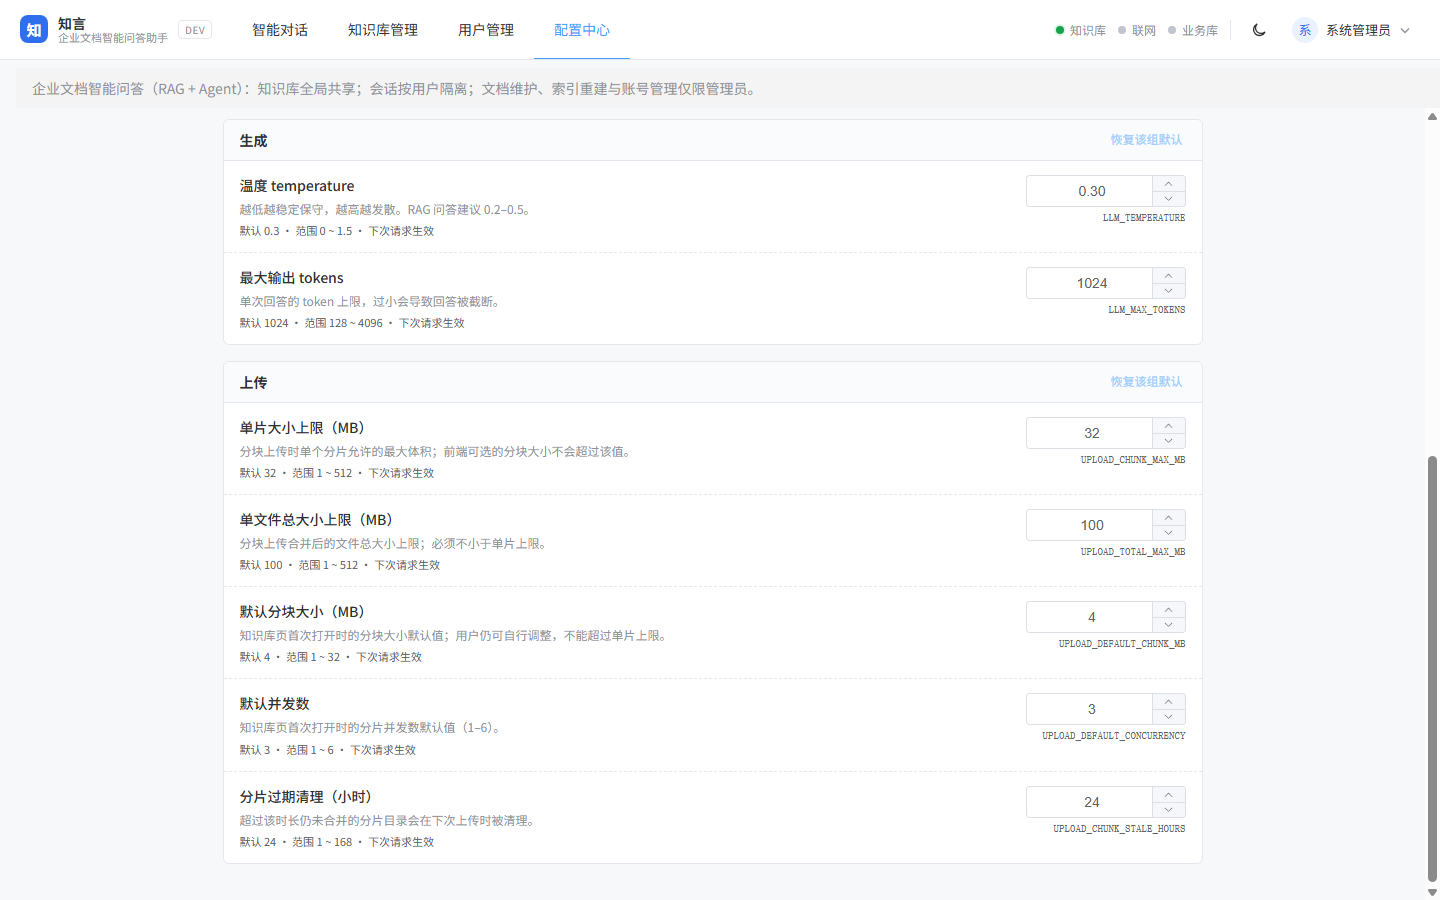 知 知言 企业文档智能问答助手 DEV 智能对话 知识库管理 用户管理 配置中心 知识库 联网 业务库 系 系统管理员
企业文档智能问答（RAG + Agent）：知识库全局共享；会话按用户隔离；文档维护、索引重建与账号管理仅限管理员。
生成 恢复该组默认
温度 temperature 0.30
越低越稳定保守，越高越发散。RAG 问答建议 0.2–0.5。 LLM_TEMPERATURE
默认 0.3 · 范围 0 ~ 1.5 · 下次请求生效
最大输出 tokens 1024
单次回答的 token 上限，过小会导致回答被截断。 LLM_MAX_TOKENS
默认 1024 · 范围 128 ~ 4096 · 下次请求生效
上传 恢复该组默认
单片大小上限（MB） 32
分块上传时单个分片允许的最大体积；前端可选的分块大小不会超过该值。 UPLOAD_CHUNK_MAX_MB
默认 32 · 范围 1 ~ 512 · 下次请求生效
单文件总大小上限（MB） 100
分块上传合并后的文件总大小上限；必须不小于单片上限。 UPLOAD_TOTAL_MAX_MB
默认 100 · 范围 1 ~ 512 · 下次请求生效
默认分块大小（MB） 4
知识库页首次打开时的分块大小默认值；用户仍可自行调整，不能超过单片上限。 UPLOAD_DEFAULT_CHUNK_MB
默认 4 · 范围 1 ~ 32 · 下次请求生效
默认并发数 3
知识库页首次打开时的分片并发数默认值（1–6）。 UPLOAD_DEFAULT_CONCURRENCY
默认 3 · 范围 1 ~ 6 · 下次请求生效
分片过期清理（小时） 24
超过该时长仍未合并的分片目录会在下次上传时被清理。 UPLOAD_CHUNK_STALE_HOURS
默认 24 · 范围 1 ~ 168 · 下次请求生效